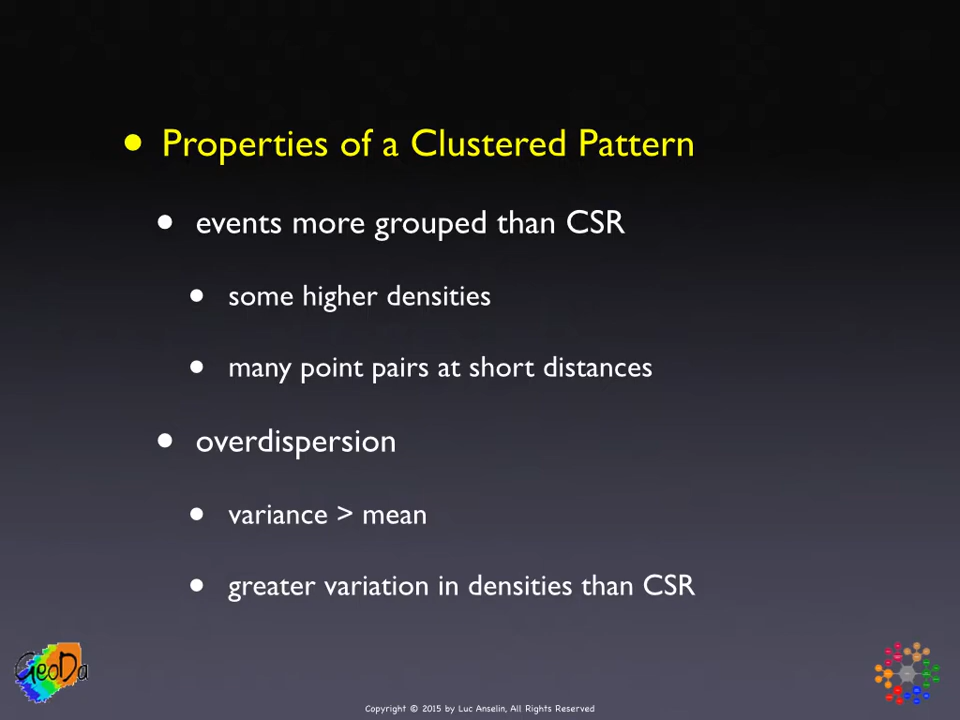 • Properties of a Clustered Pattern
• events more grouped than CSR
• some higher densities
• many point pairs at short distances
• overdispersion
• variance > mean
• greater variation in densities than CSR
GeoDa
Copyright © 2015 by Luc Anselin, All Rights Reserved